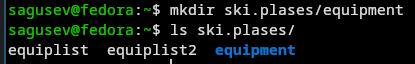 sagusev@fedora:~$ mkdir ski.plases/equipment
sagusev@fedora:~$ ls ski.plases/
equiplist  equiplist2  equipment